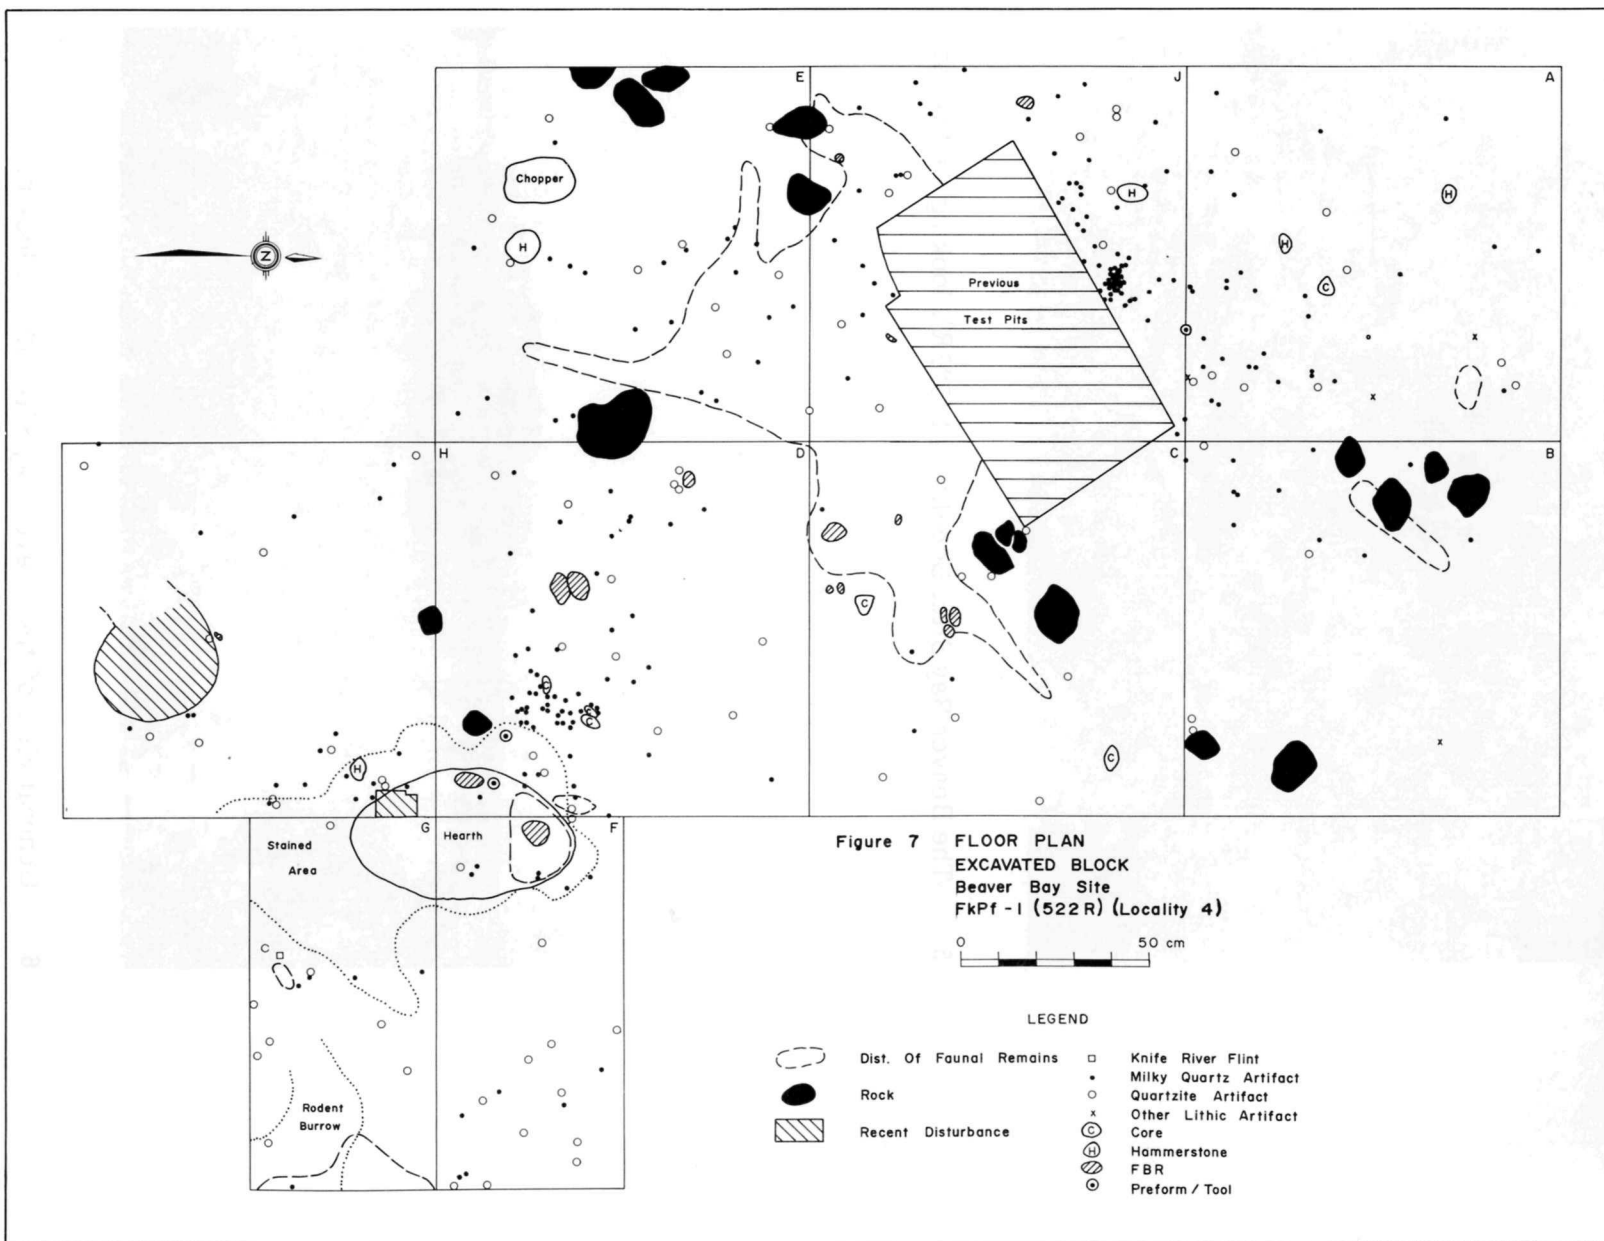 E
J
A
Chopper
H
H
H
H
N
C
Previous
Test Pits
H
D
C
B
C
C
C
C
C
H
G
Hearth
F
Stained
Area
C
Rodent
Burrow
Figure 7 FLOOR PLAN
EXCAVATED BLOCK
Beaver Bay Site
FkPf-1 (522R) (Locality 4)
0 50 cm
LEGEND
Dist. Of Faunal Remains
Rock
Recent Disturbance
Knife River Flint
Milky Quartz Artifact
Quartzite Artifact
x Other Lithic Artifact
C Core
H Hammerstone
FBR
Preform / Tool